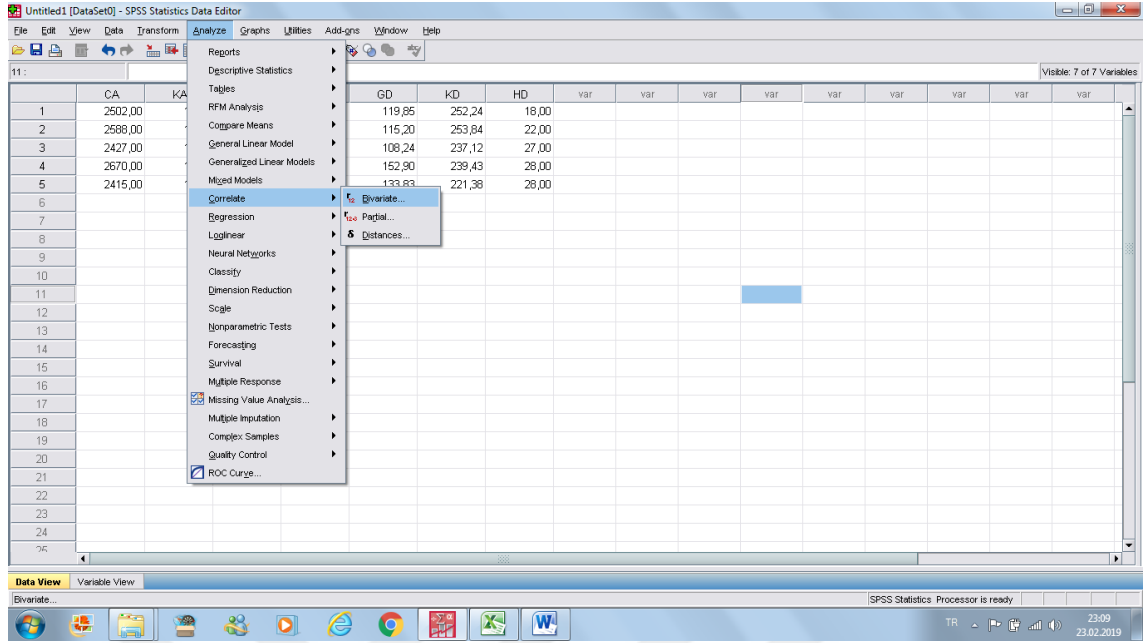 Untitled1 [DataSet0] - SPSS Statistics Data Editor
File Edit View Data Transform Analyze Graphs Utilities Add-ons Window Help
11 :
Visible: 7 of 7 Variables
CA KA GD KD HD var var var var var var var var var
1 2502,00 119,85 252,24 18,00
2 2588,00 115,20 253,84 22,00
3 2427,00 108,24 237,12 27,00
4 2670,00 152,90 239,43 28,00
5 2415,00 133,83 221,38 28,00
6
7
8
9
10
11
12
13
14
15
16
17
18
19
20
21
22
23
24
25
Reports
Descriptive Statistics
Tables
RFM Analysis
Compare Means
General Linear Model
Generalized Linear Models
Mixed Models
Correlate
Regression
Loglinear
Neural Networks
Classify
Dimension Reduction
Scale
Nonparametric Tests
Forecasting
Survival
Multiple Response
Missing Value Analysis...
Multiple Imputation
Complex Samples
Quality Control
ROC Curve...
Bivariate...
Partial...
Distances...
Data View Variable View
Bivariate...
SPSS Statistics Processor is ready
TR
23:09
23.02.2019